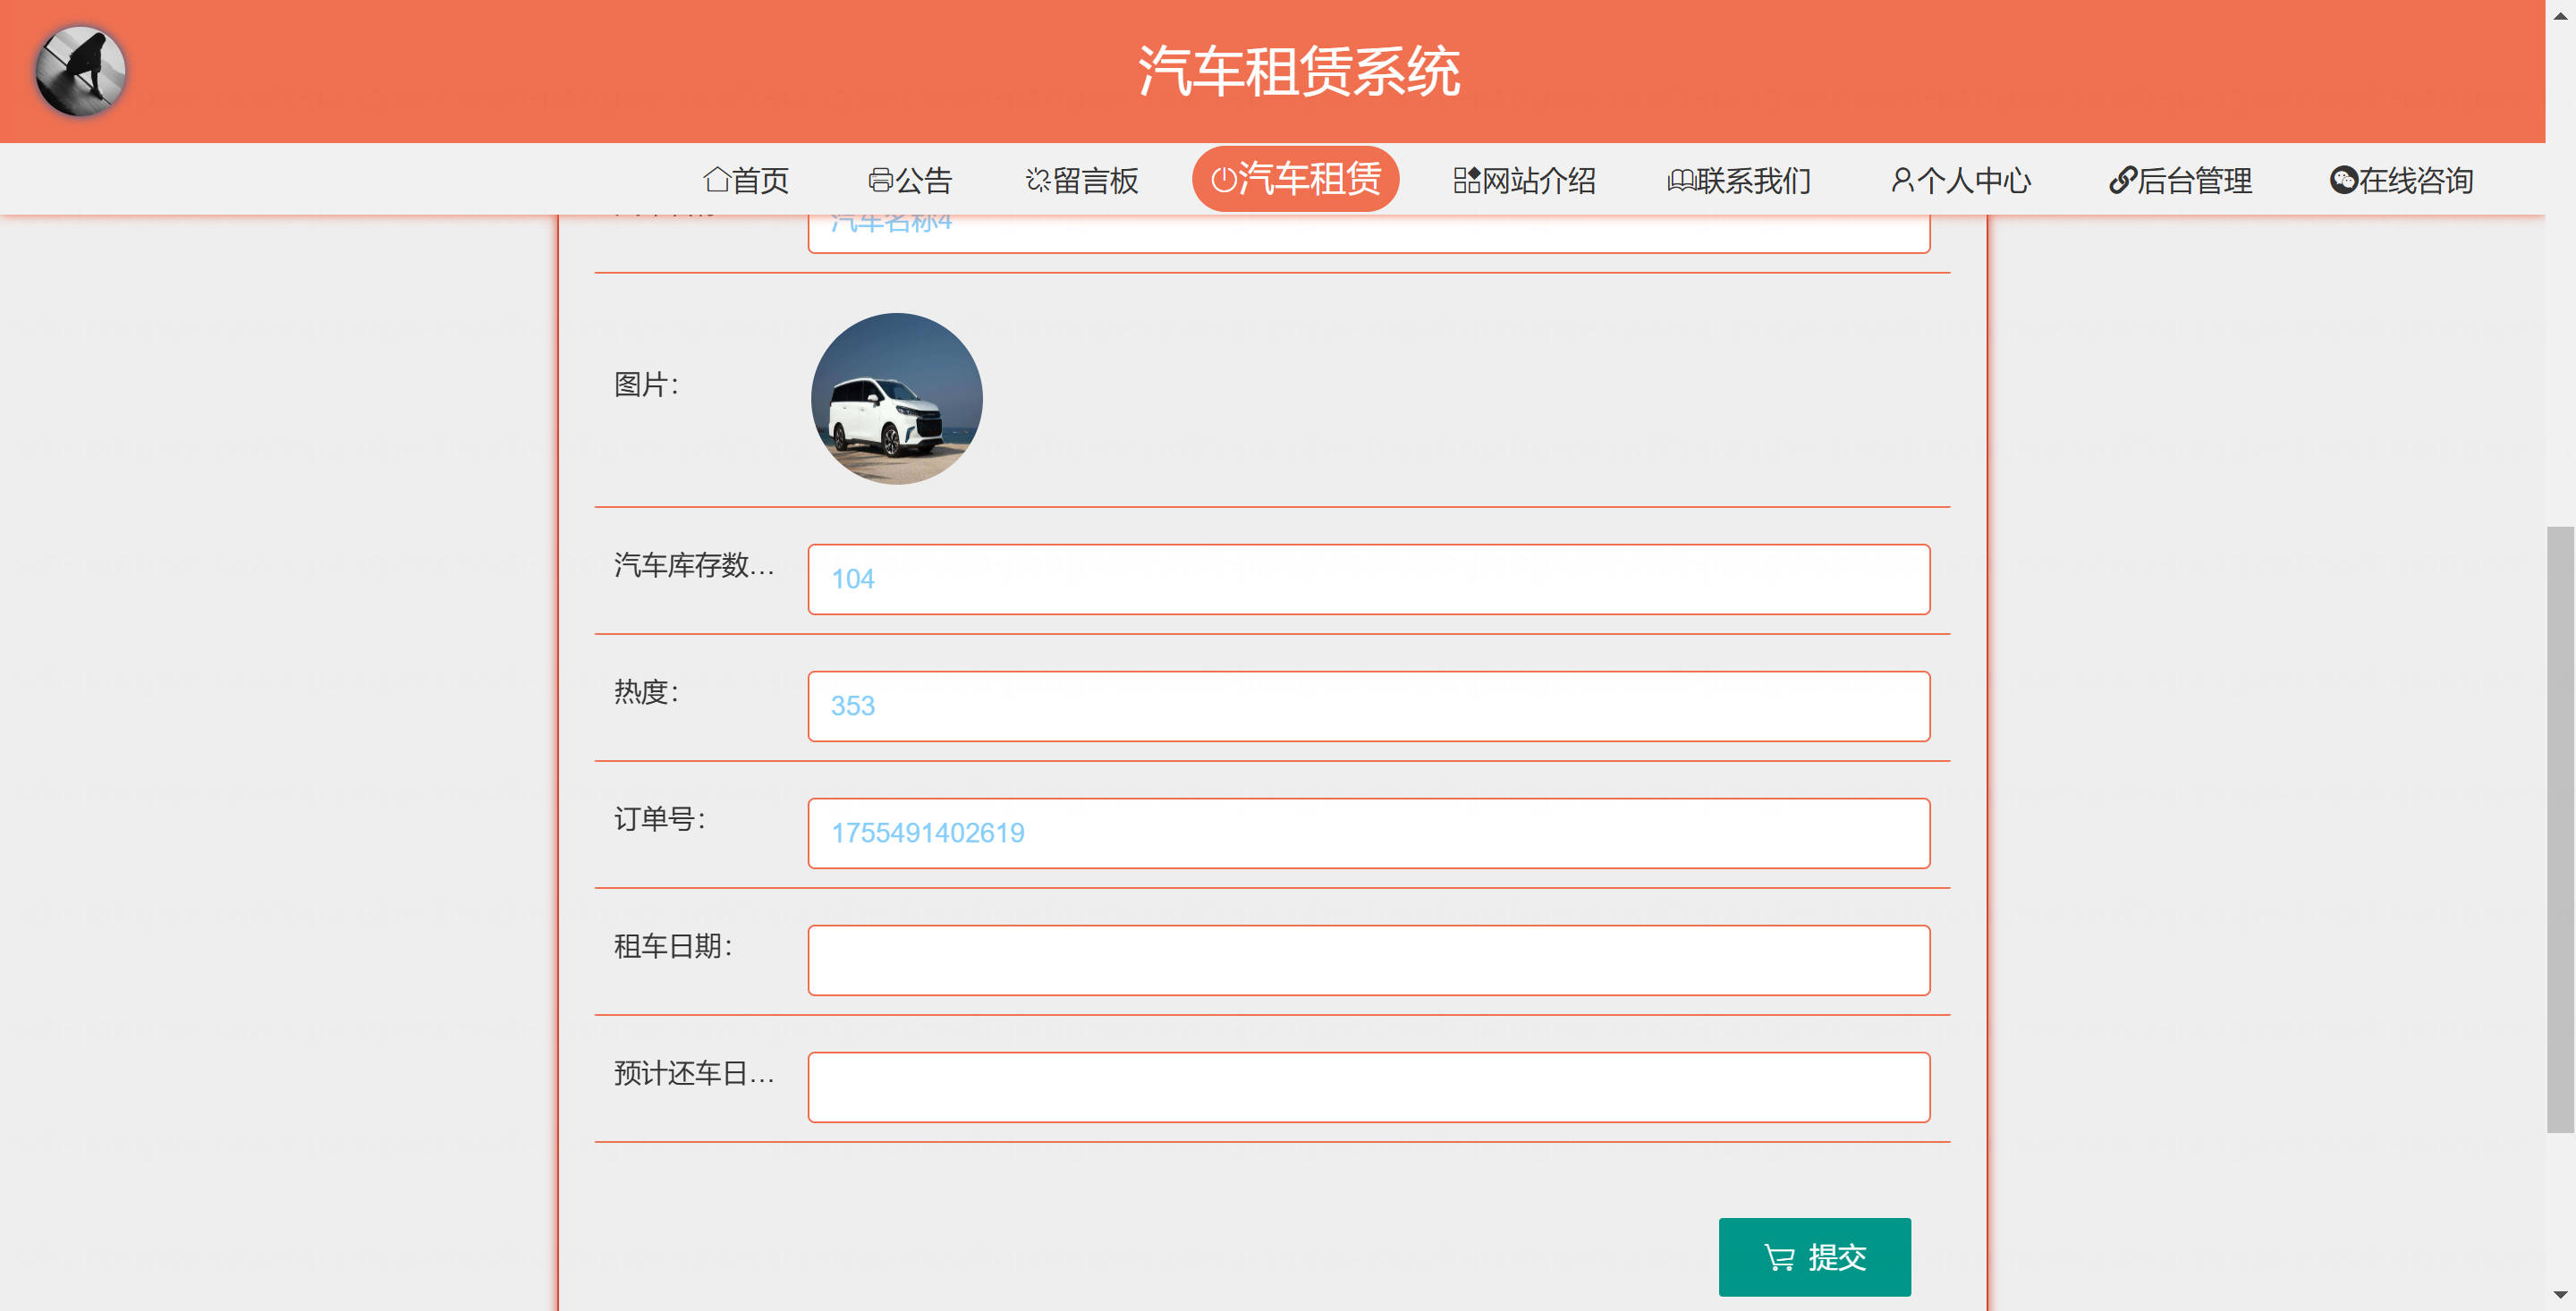 汽车租赁系统
首页 公告 留言板 汽车租赁 网站介绍 联系我们 个人中心 后台管理 在线咨询
汽车名称4
图片：
汽车库存数... 104
热度： 353
订单号： 1755491402619
租车日期：
预计还车日...
提交